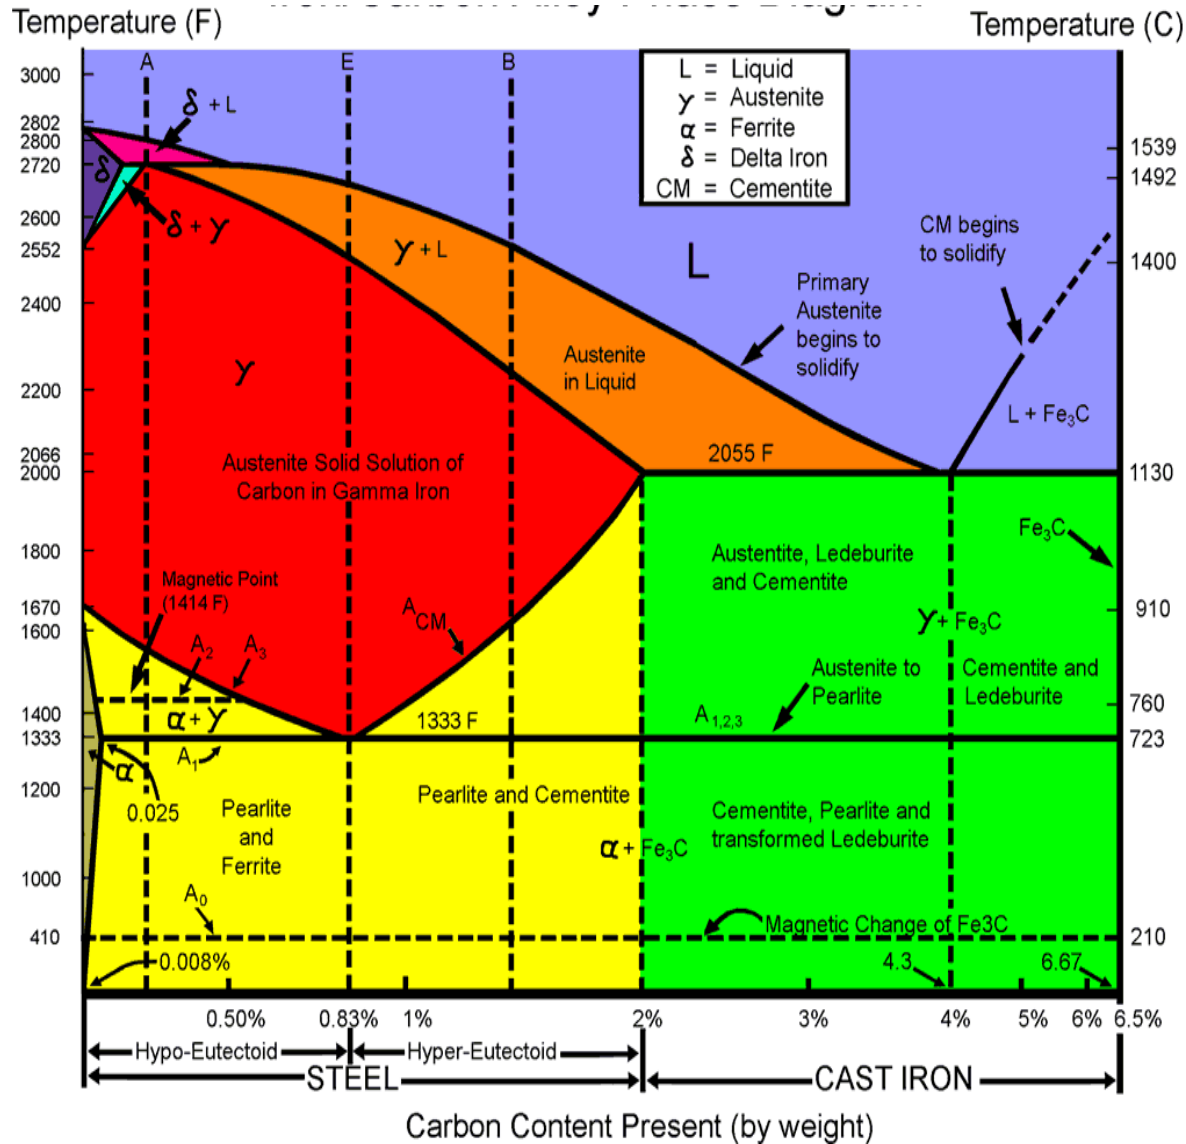 Iron/Carbon Alloy Phase Diagram
Temperature (F)
Temperature (C)
A
E
B
L = Liquid
γ = Austenite
α = Ferrite
δ = Delta Iron
CM = Cementite
3000
2802
2800
2720
2600
2552
2400
2200
2066
2000
1800
1670
1600
1400
1333
1200
1000
410
1539
1492
1400
1130
910
760
723
210
δ + L
δ
δ + γ
γ + L
L
CM begins
to solidify
Primary
Austenite
begins to
solidify
Austenite
in Liquid
γ
L + Fe₃C
2055 F
Austenite Solid Solution of
Carbon in Gamma Iron
Fe₃C
Austentite, Ledeburite
and Cementite
Magnetic Point
(1414 F)
A CM
γ + Fe₃C
A₂
A₃
Austenite to
Pearlite
Cementite and
Ledeburite
α + γ
1333 F
A₁,₂,₃
A₁
α
0.025
Pearlite
and
Ferrite
Pearlite and Cementite
Cementite, Pearlite and
transformed Ledeburite
α + Fe₃C
A₀
Magnetic Change of Fe3C
0.008%
4.3
6.67
0.50%
0.83%
1%
2%
3%
4%
5%
6%
6.5%
Hypo-Eutectoid
Hyper-Eutectoid
STEEL
CAST IRON
Carbon Content Present (by weight)